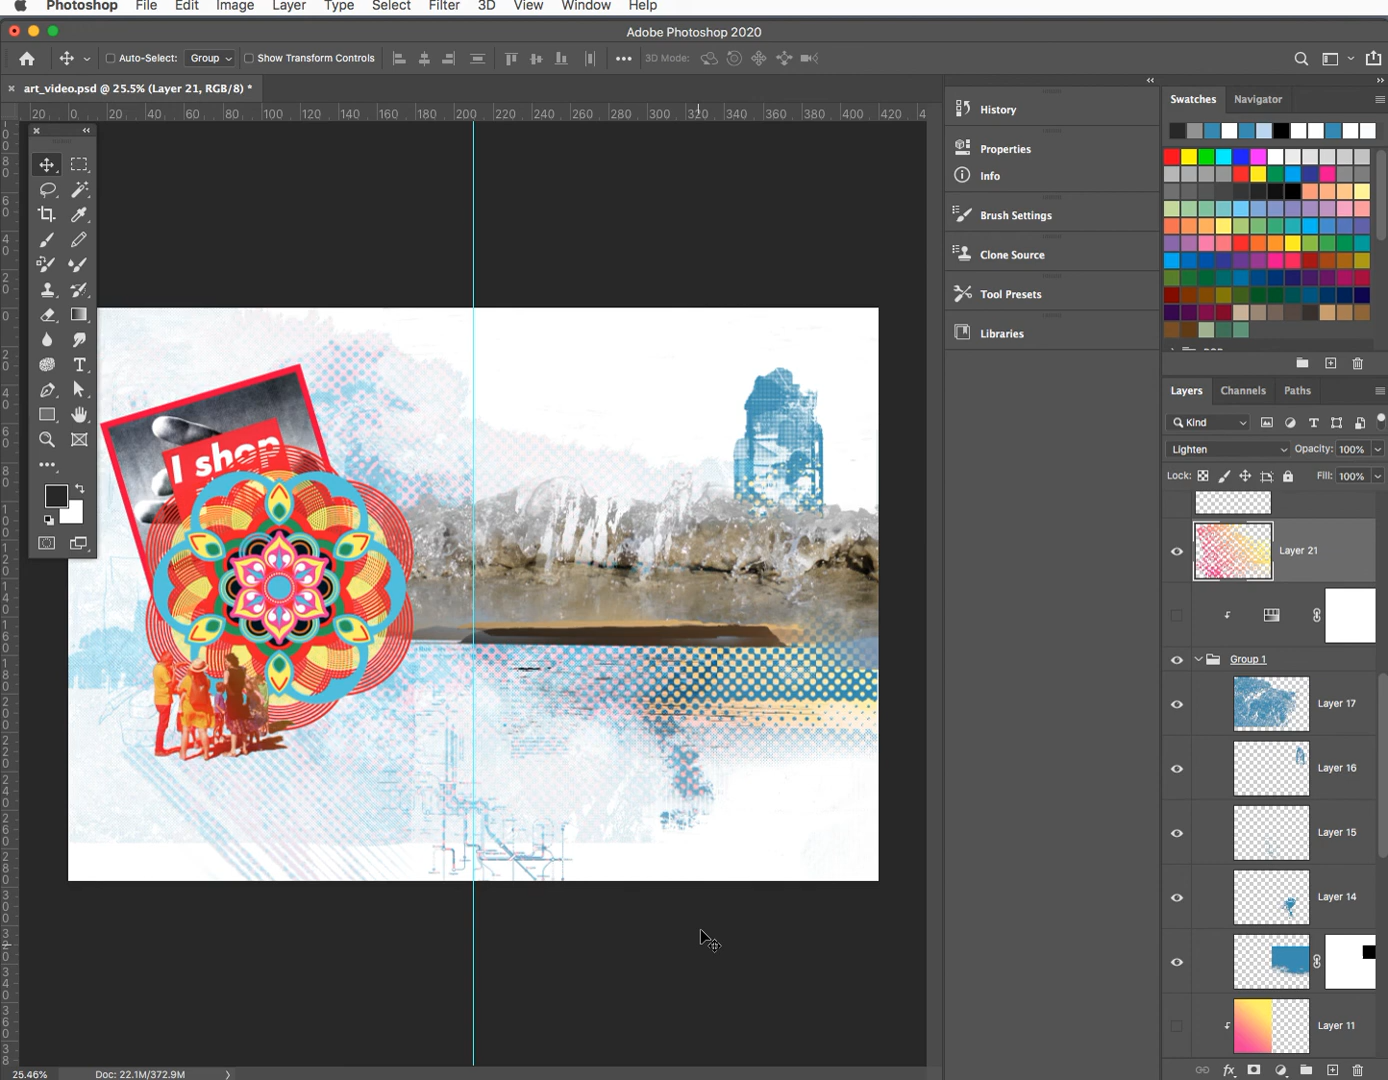 Photoshop File Edit Image Layer Type Select Filter 3D View Window Help
Adobe Photoshop 2020
Auto-Select: Group Show Transform Controls 3D Mode:
art_video.psd @ 25.5% (Layer 21, RGB/8) *
20 0 20 40 60 80 100 120 140 160 180 200 220 240 260 280 300 320 340 360 380 400 420 4
History
Properties
Info
Brush Settings
Clone Source
Tool Presets
Libraries
Swatches Navigator
Layers Channels Paths
Kind
Lighten Opacity: 100%
Lock: Fill: 100%
Layer 21
Group 1
Layer 17
Layer 16
Layer 15
Layer 14
Layer 11
I shop
25.46% Doc: 22.1M/372.9M